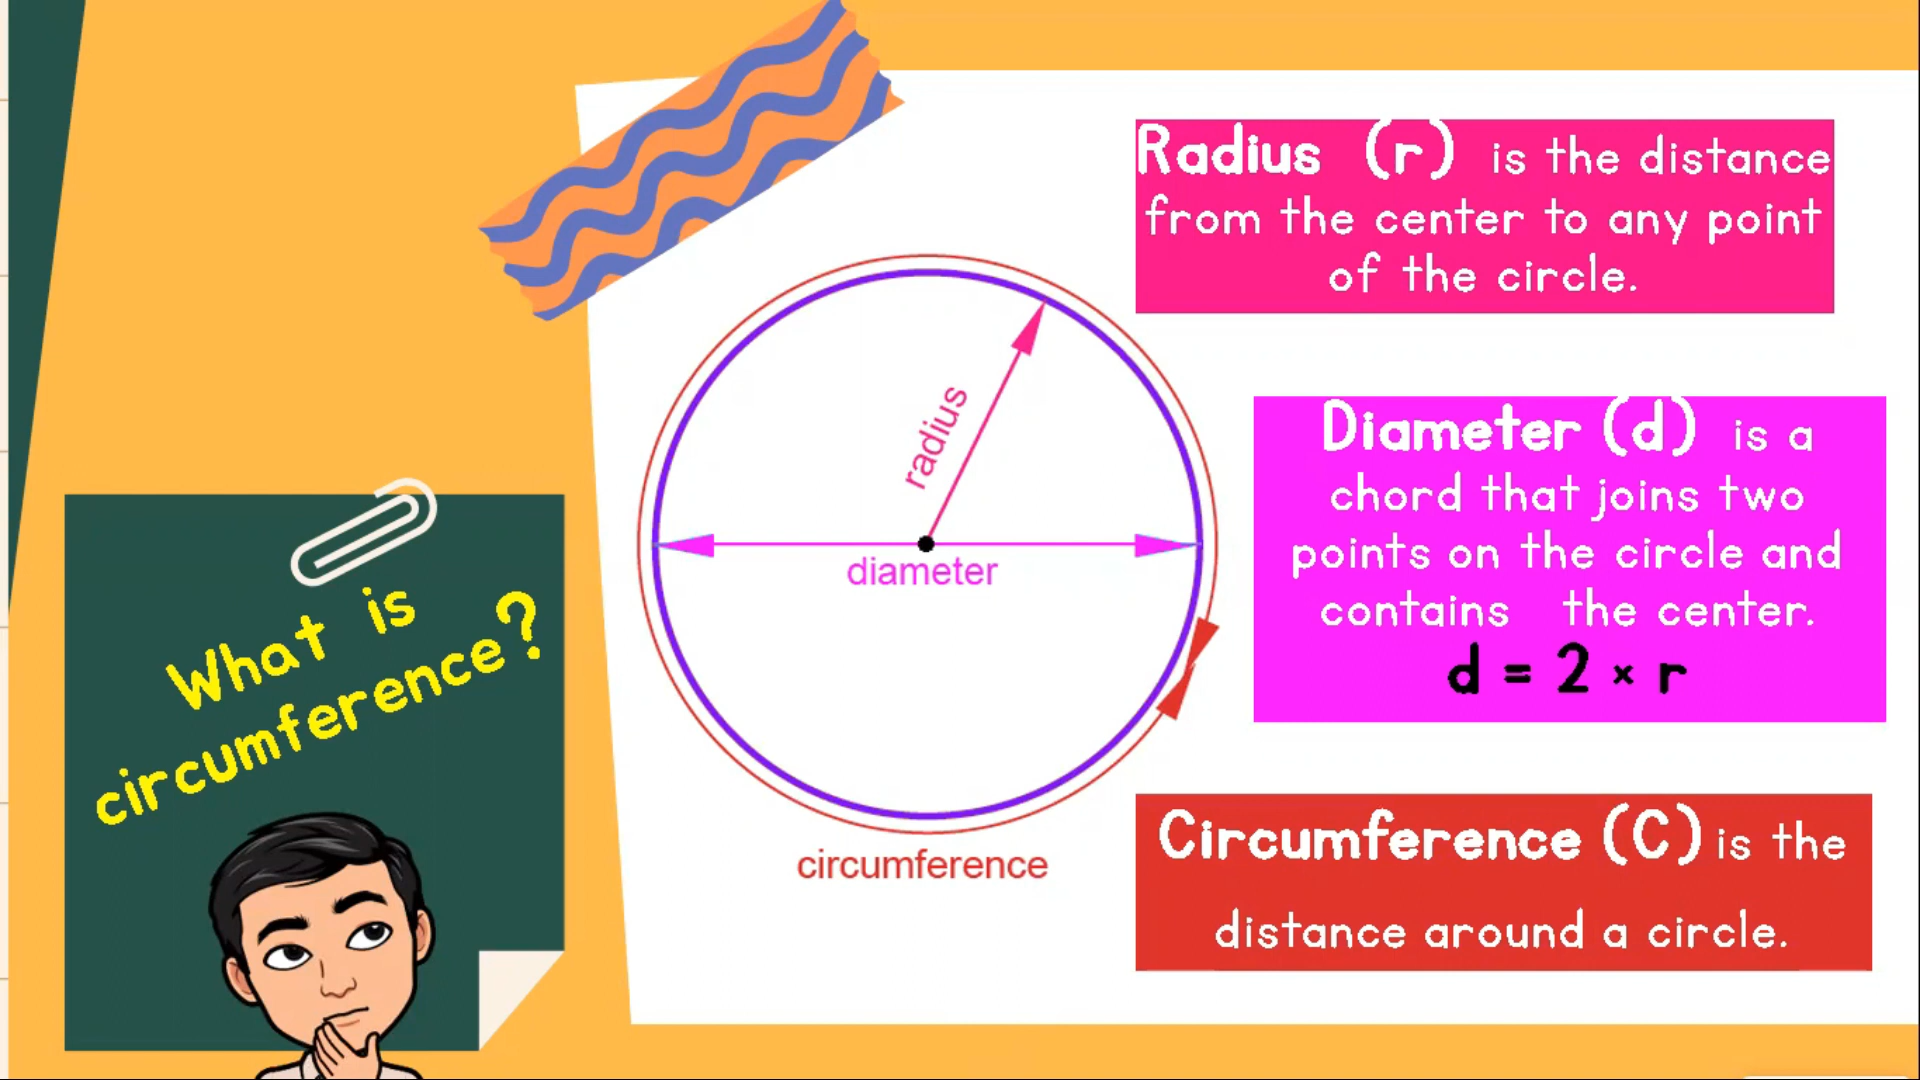 What is
circumference?
radius
diameter
circumference
Radius (r) is the distance
from the center to any point
of the circle.
Diameter (d) is a
chord that joins two
points on the circle and
contains the center.
d = 2 × r
Circumference (C) is the
distance around a circle.